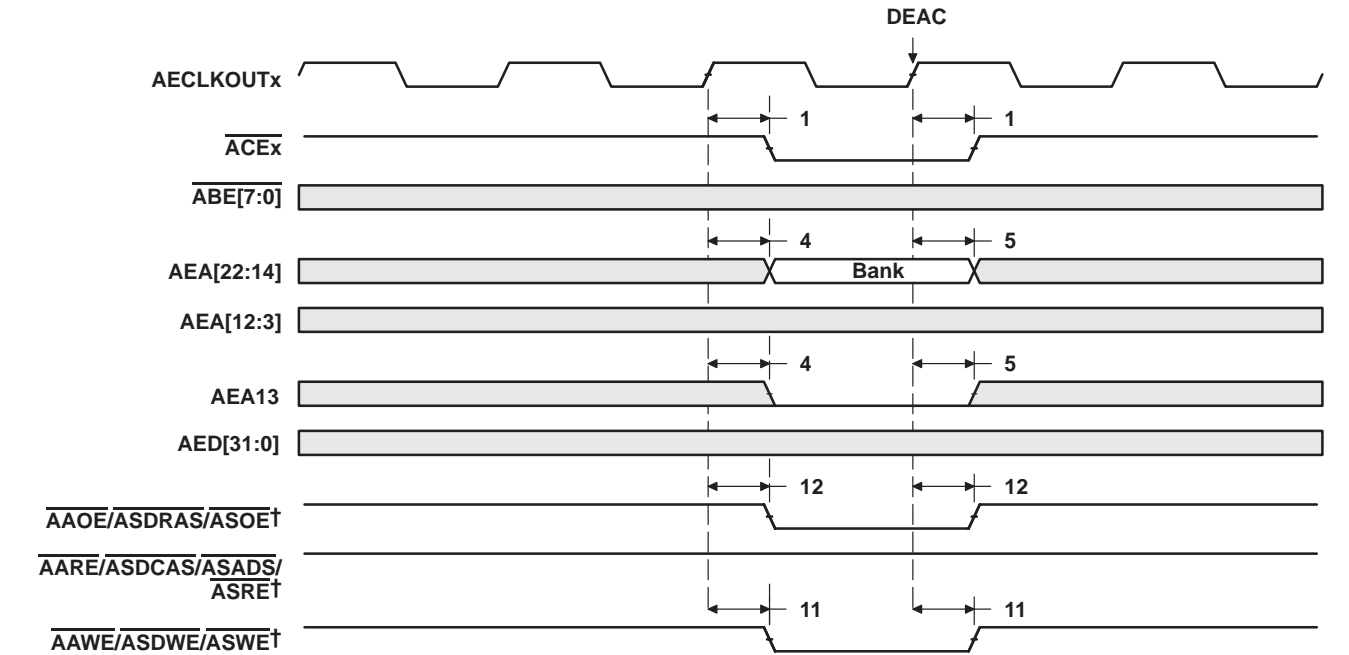 DEAC
AECLKOUTx
1 1
ACEx
ABE[7:0]
4 5
AEA[22:14] Bank
AEA[12:3]
4 5
AEA13
AED[31:0]
12 12
AAOE/ASDRAS/ASOE†
AARE/ASDCAS/ASADS/
ASRE†
11 11
AAWE/ASDWE/ASWE†